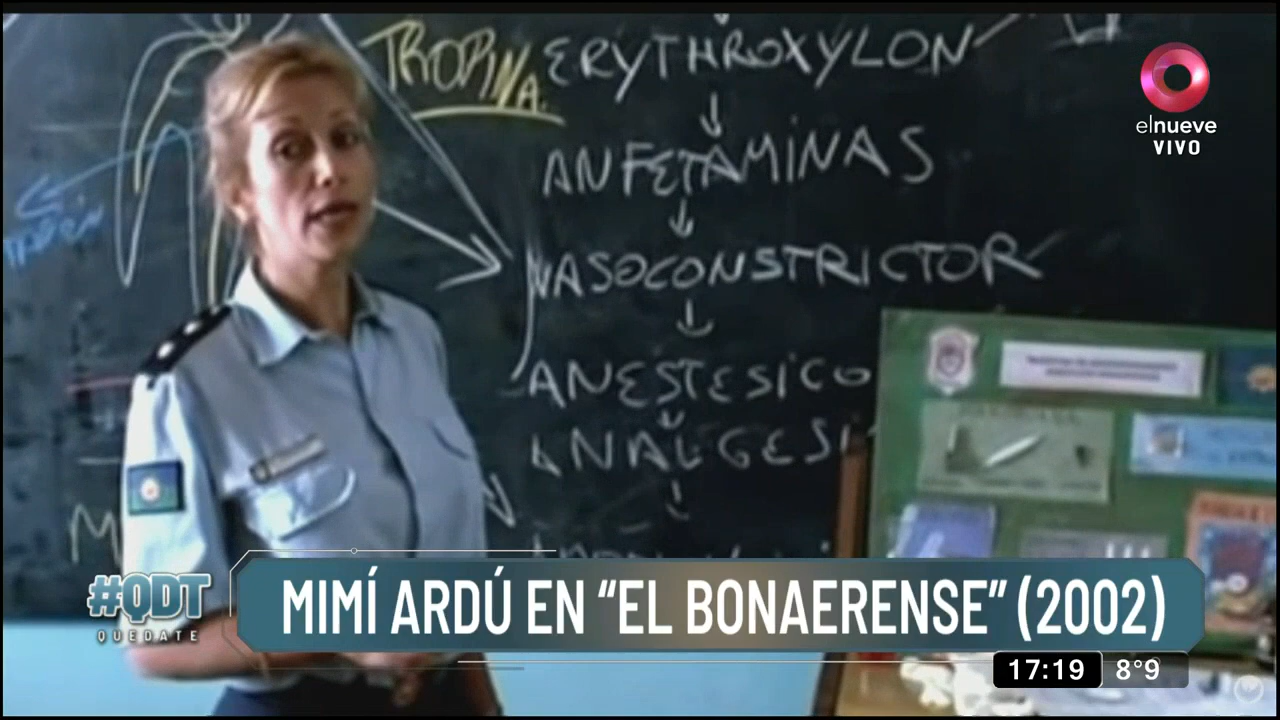 TROPINA.
ERYTHROXYLON
ANFETAMINAS
VASOCONSTRICTOR
ANESTESICO
ANALGESI
M
elnueve
VIVO
#QDT
QUEDATE
MIMÍ ARDÚ EN “EL BONAERENSE” (2002)
17:19 8°9